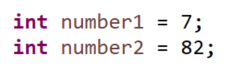 int number1 = 7;
int number2 = 82;